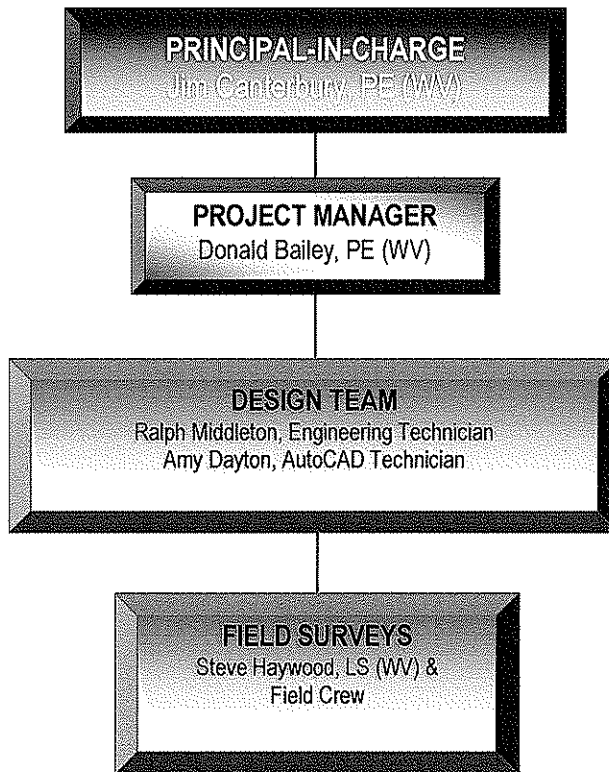 PRINCIPAL-IN-CHARGE
Jim Canterbury, PE (WV)
PROJECT MANAGER
Donald Bailey, PE (WV)
DESIGN TEAM
Ralph Middleton, Engineering Technician
Amy Dayton, AutoCAD Technician
FIELD SURVEYS
Steve Haywood, LS (WV) &
Field Crew